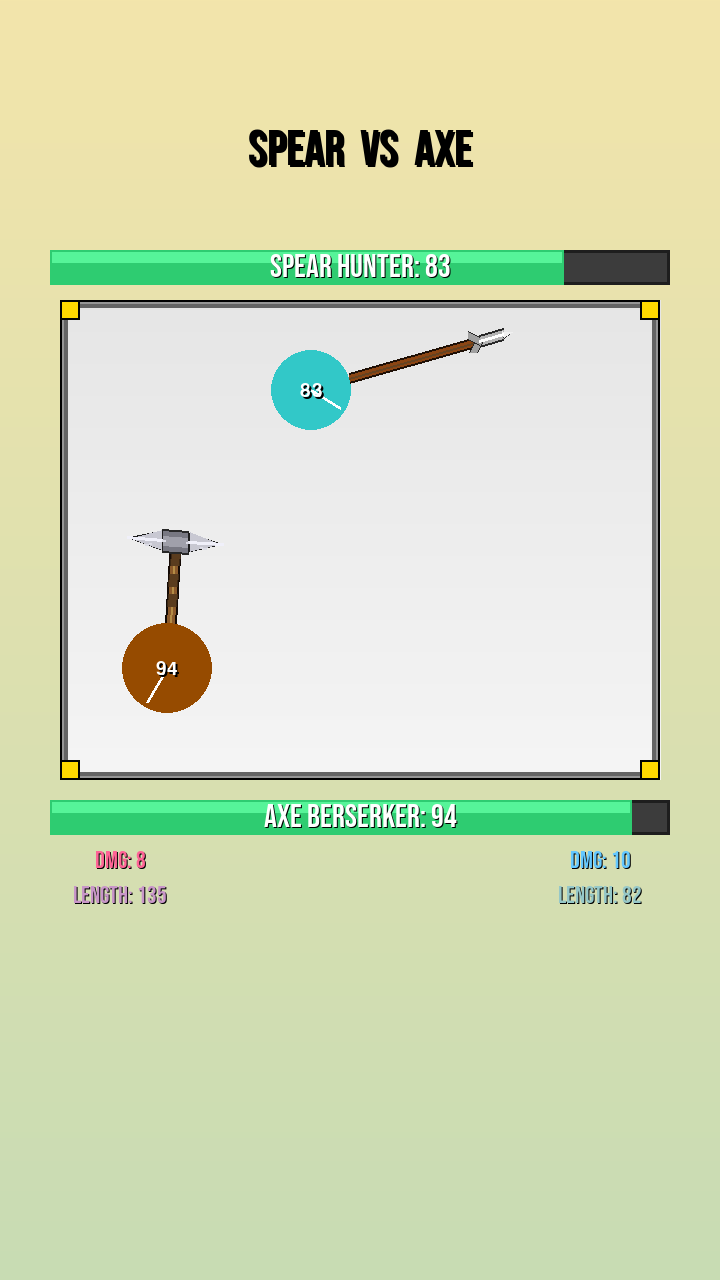 SPEAR VS AXE
SPEAR HUNTER: 83
83
94
AXE BERSERKER: 94
DMG: 8
DMG: 10
LENGTH: 135
LENGTH: 82